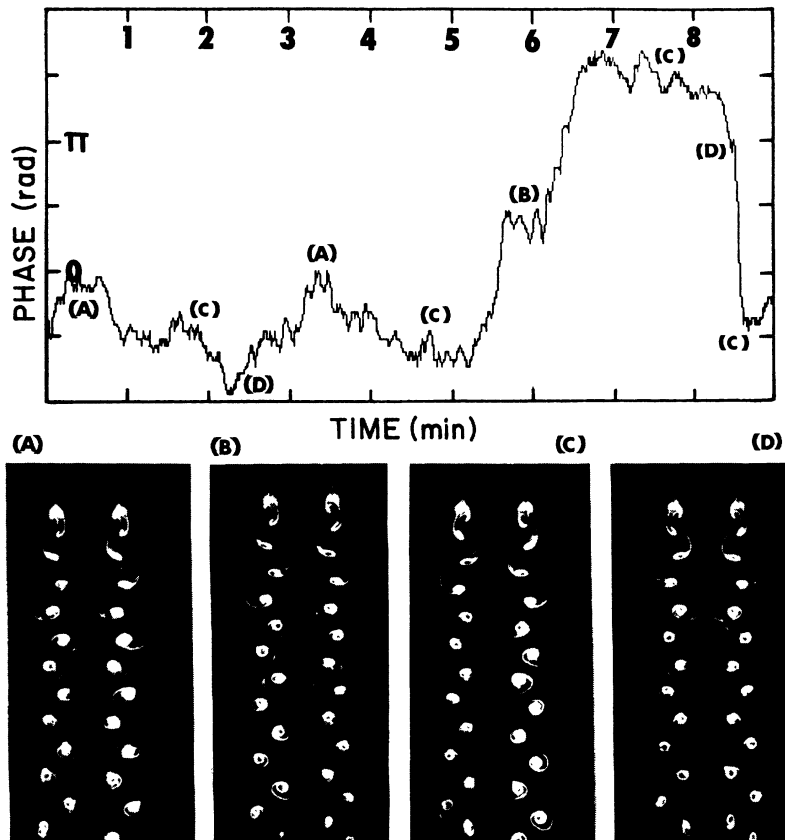 1 2 3 4 5 6 7 8
(C)
π
(D)
PHASE (rad)
(B)
(A)
0
(A)
(C)
(C)
(C)
(D)
TIME (min)
(A) (B) (C) (D)